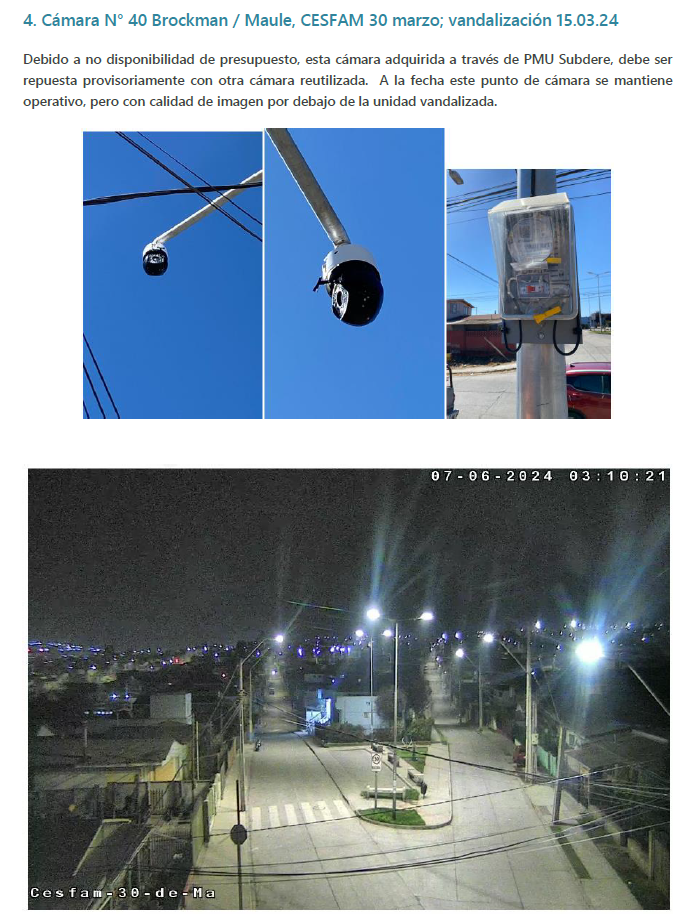 4. Cámara N° 40 Brockman / Maule, CESFAM 30 marzo; vandalización 15.03.24
Debido a no disponibilidad de presupuesto, esta cámara adquirida a través de PMU Subdere, debe ser
repuesta provisoriamente con otra cámara reutilizada. A la fecha este punto de cámara se mantiene
operativo, pero con calidad de imagen por debajo de la unidad vandalizada.
07-06-2024 03:10:21
Cesfam-30-de-Ma